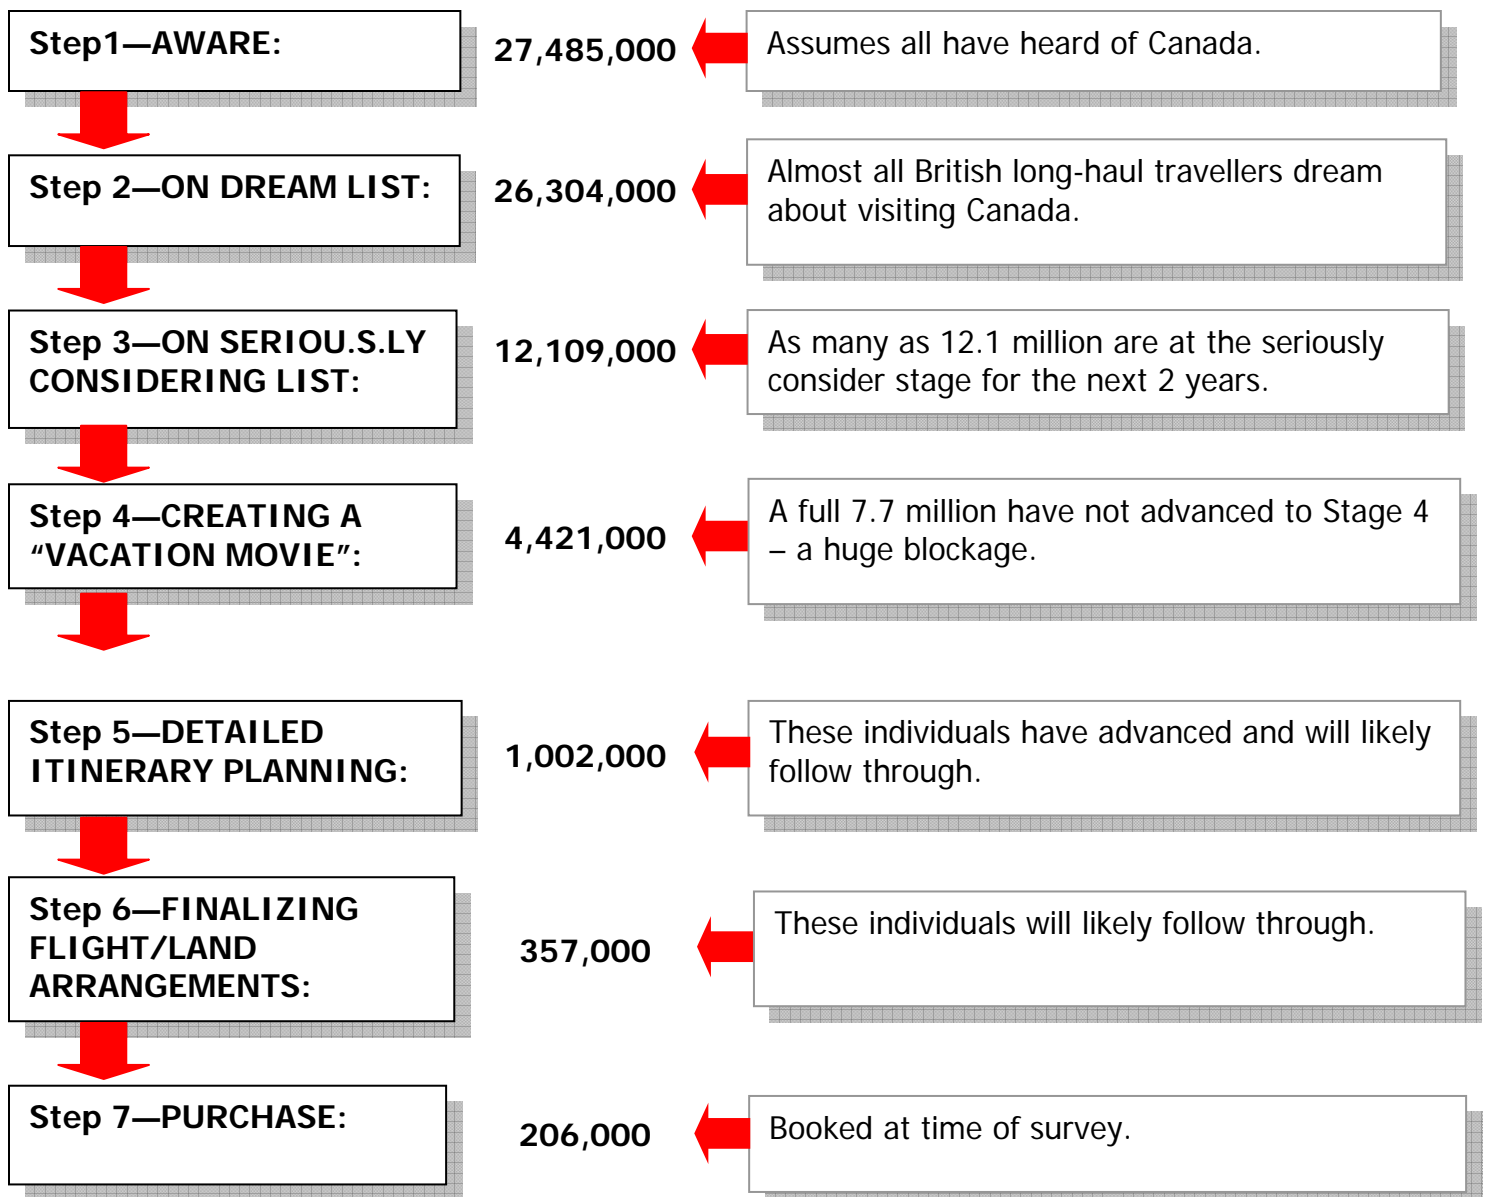 Step1—AWARE:
27,485,000
Assumes all have heard of Canada.
Step 2—ON DREAM LIST:
26,304,000
Almost all British long-haul travellers dream
about visiting Canada.
Step 3—ON SERIOU.S.LY
CONSIDERING LIST:
12,109,000
As many as 12.1 million are at the seriously
consider stage for the next 2 years.
Step 4—CREATING A
“VACATION MOVIE”:
4,421,000
A full 7.7 million have not advanced to Stage 4
– a huge blockage.
Step 5—DETAILED
ITINERARY PLANNING:
1,002,000
These individuals have advanced and will likely
follow through.
Step 6—FINALIZING
FLIGHT/LAND
ARRANGEMENTS:
357,000
These individuals will likely follow through.
Step 7—PURCHASE:
206,000
Booked at time of survey.